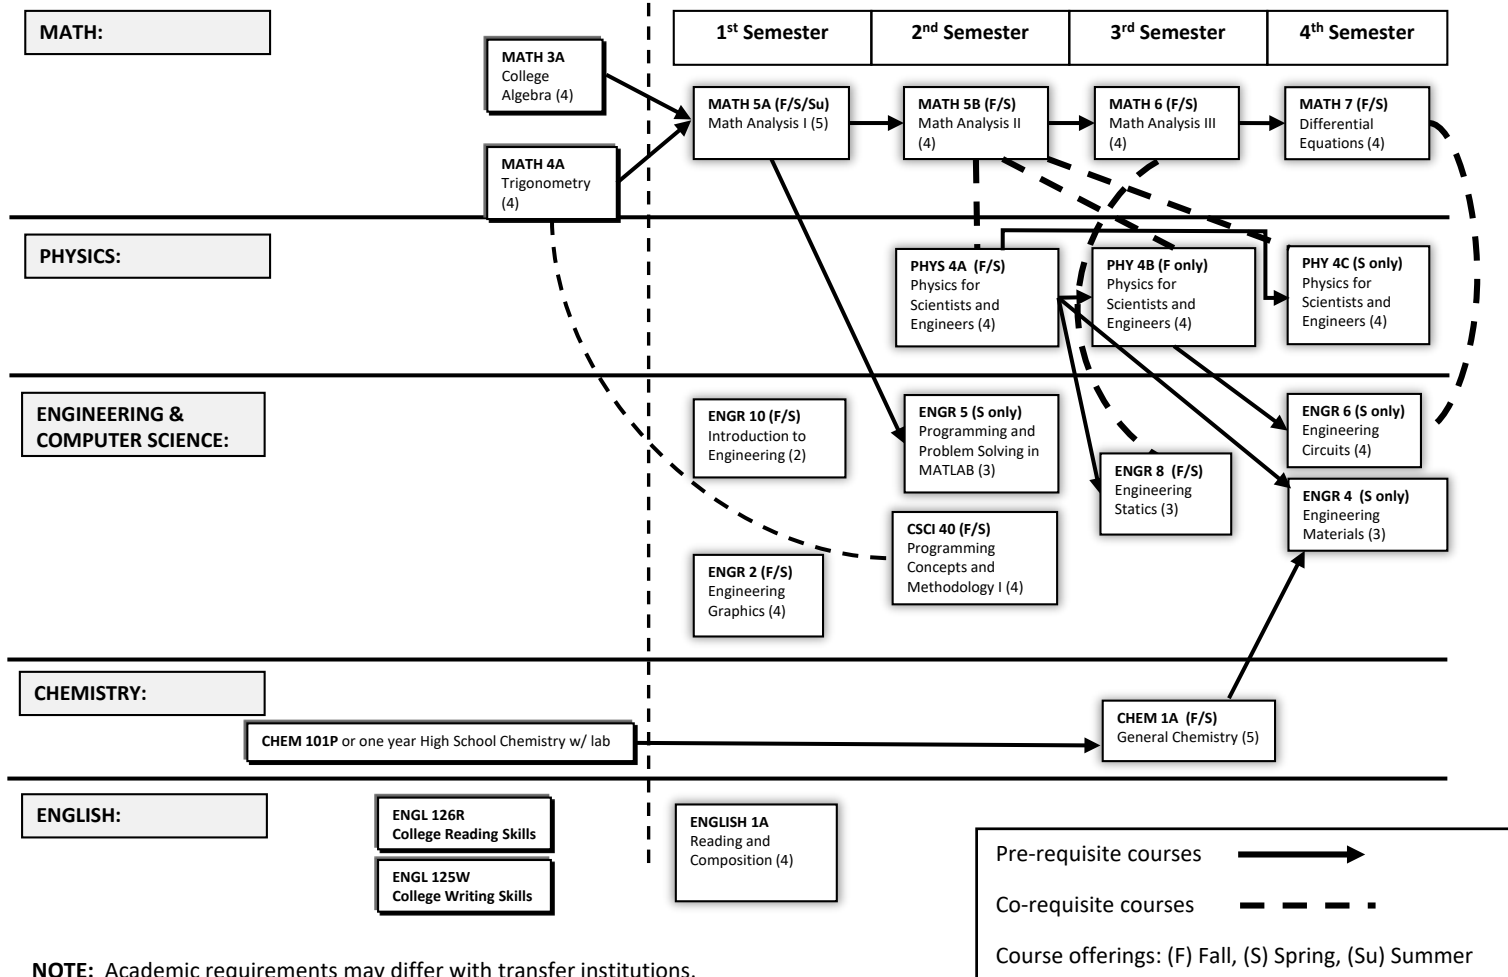 MATH:
1st Semester
2nd Semester
3rd Semester
4th Semester
MATH 3A
College
Algebra (4)
MATH 4A
Trigonometry
(4)
MATH 5A (F/S/Su)
Math Analysis I (5)
MATH 5B (F/S)
Math Analysis II
(4)
MATH 6 (F/S)
Math Analysis III
(4)
MATH 7 (F/S)
Differential
Equations (4)
PHYSICS:
PHYS 4A (F/S)
Physics for
Scientists and
Engineers (4)
PHY 4B (F only)
Physics for
Scientists and
Engineers (4)
PHY 4C (S only)
Physics for
Scientists and
Engineers (4)
ENGINEERING &
COMPUTER SCIENCE:
ENGR 10 (F/S)
Introduction to
Engineering (2)
ENGR 2 (F/S)
Engineering
Graphics (4)
ENGR 5 (S only)
Programming and
Problem Solving in
MATLAB (3)
CSCI 40 (F/S)
Programming
Concepts and
Methodology I (4)
ENGR 8 (F/S)
Engineering
Statics (3)
ENGR 6 (S only)
Engineering
Circuits (4)
ENGR 4 (S only)
Engineering
Materials (3)
CHEMISTRY:
CHEM 101P or one year High School Chemistry w/ lab
CHEM 1A (F/S)
General Chemistry (5)
ENGLISH:
ENGL 126R
College Reading Skills
ENGL 125W
College Writing Skills
ENGLISH 1A
Reading and
Composition (4)
Pre-requisite courses
Co-requisite courses
Course offerings: (F) Fall, (S) Spring, (Su) Summer
NOTE: Academic requirements may differ with transfer institutions.